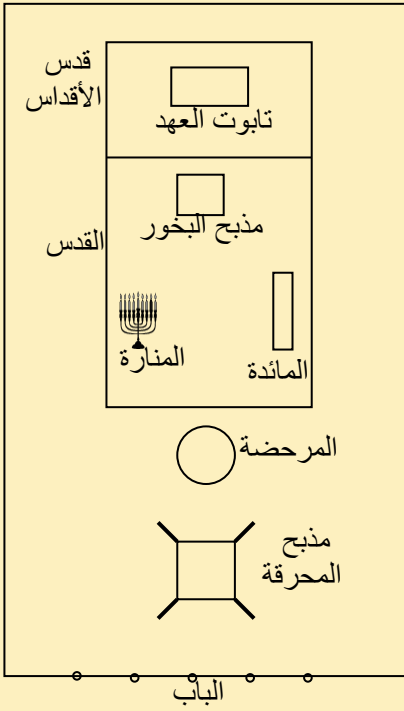 قدس
الأقداس
تابوت العهد
مذبح البخور
القدس
المنارة
المائدة
المرحضة
مذبح
المحرقة
الباب